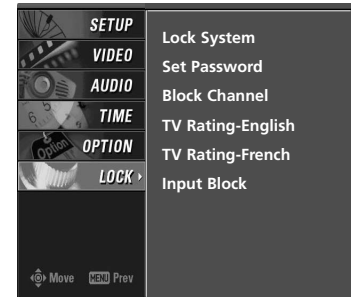 SETUP
VIDEO
AUDIO
TIME
OPTION
LOCK
Move MENU Prev
Lock System
Set Password
Block Channel
TV Rating-English
TV Rating-French
Input Block